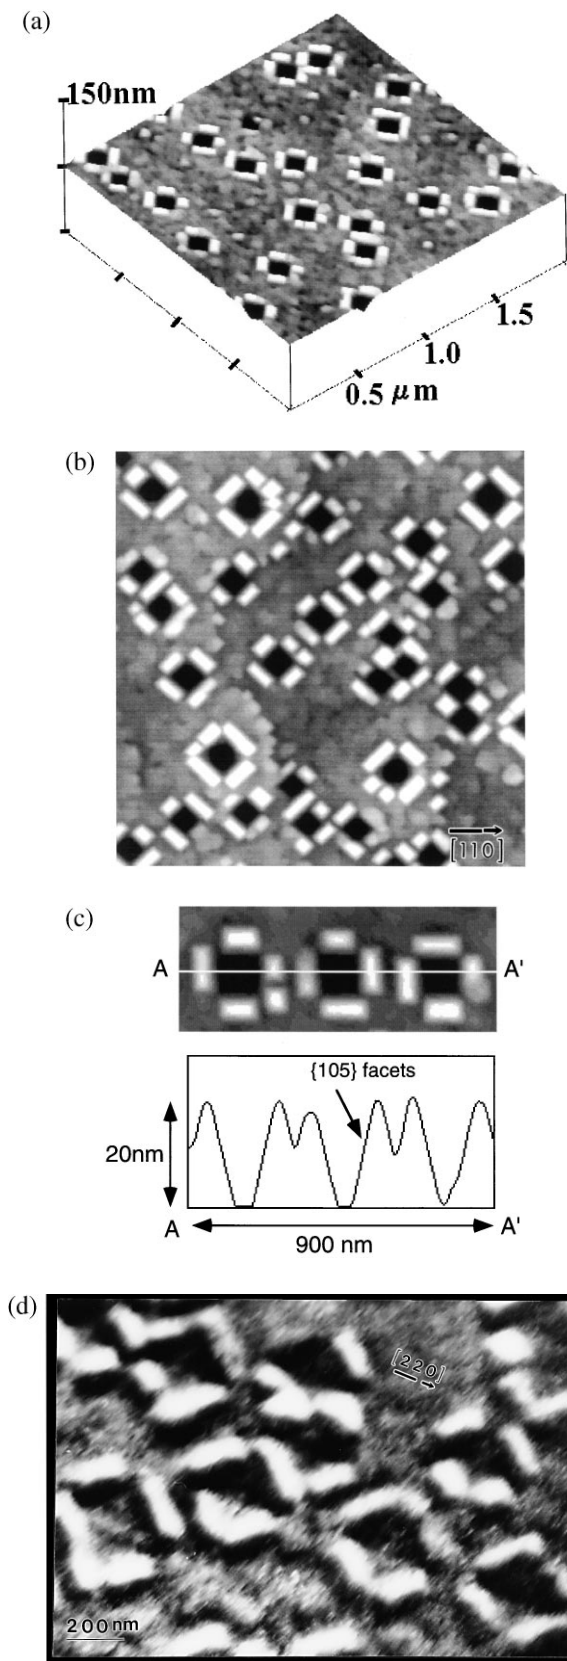 (a)
150nm
0.5 μm
1.0
1.5
(b)
[110]
(c)
A
A'
{105} facets
20nm
A
A'
900 nm
(d)
[220]
200nm